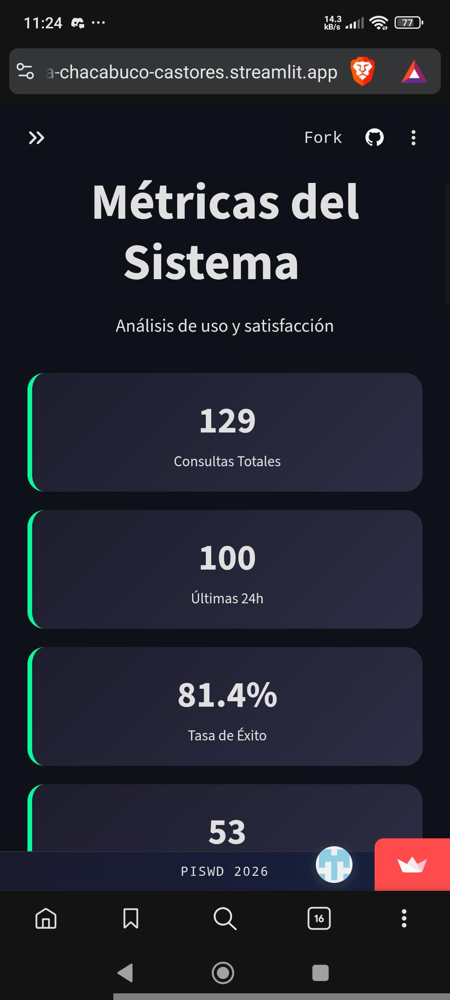 11:24
14.3
kB/s
77
a-chacabuco-castores.streamlit.app
Fork
Métricas del
Sistema
Análisis de uso y satisfacción
129
Consultas Totales
100
Últimas 24h
81.4%
Tasa de Éxito
53
PISWD 2026
16